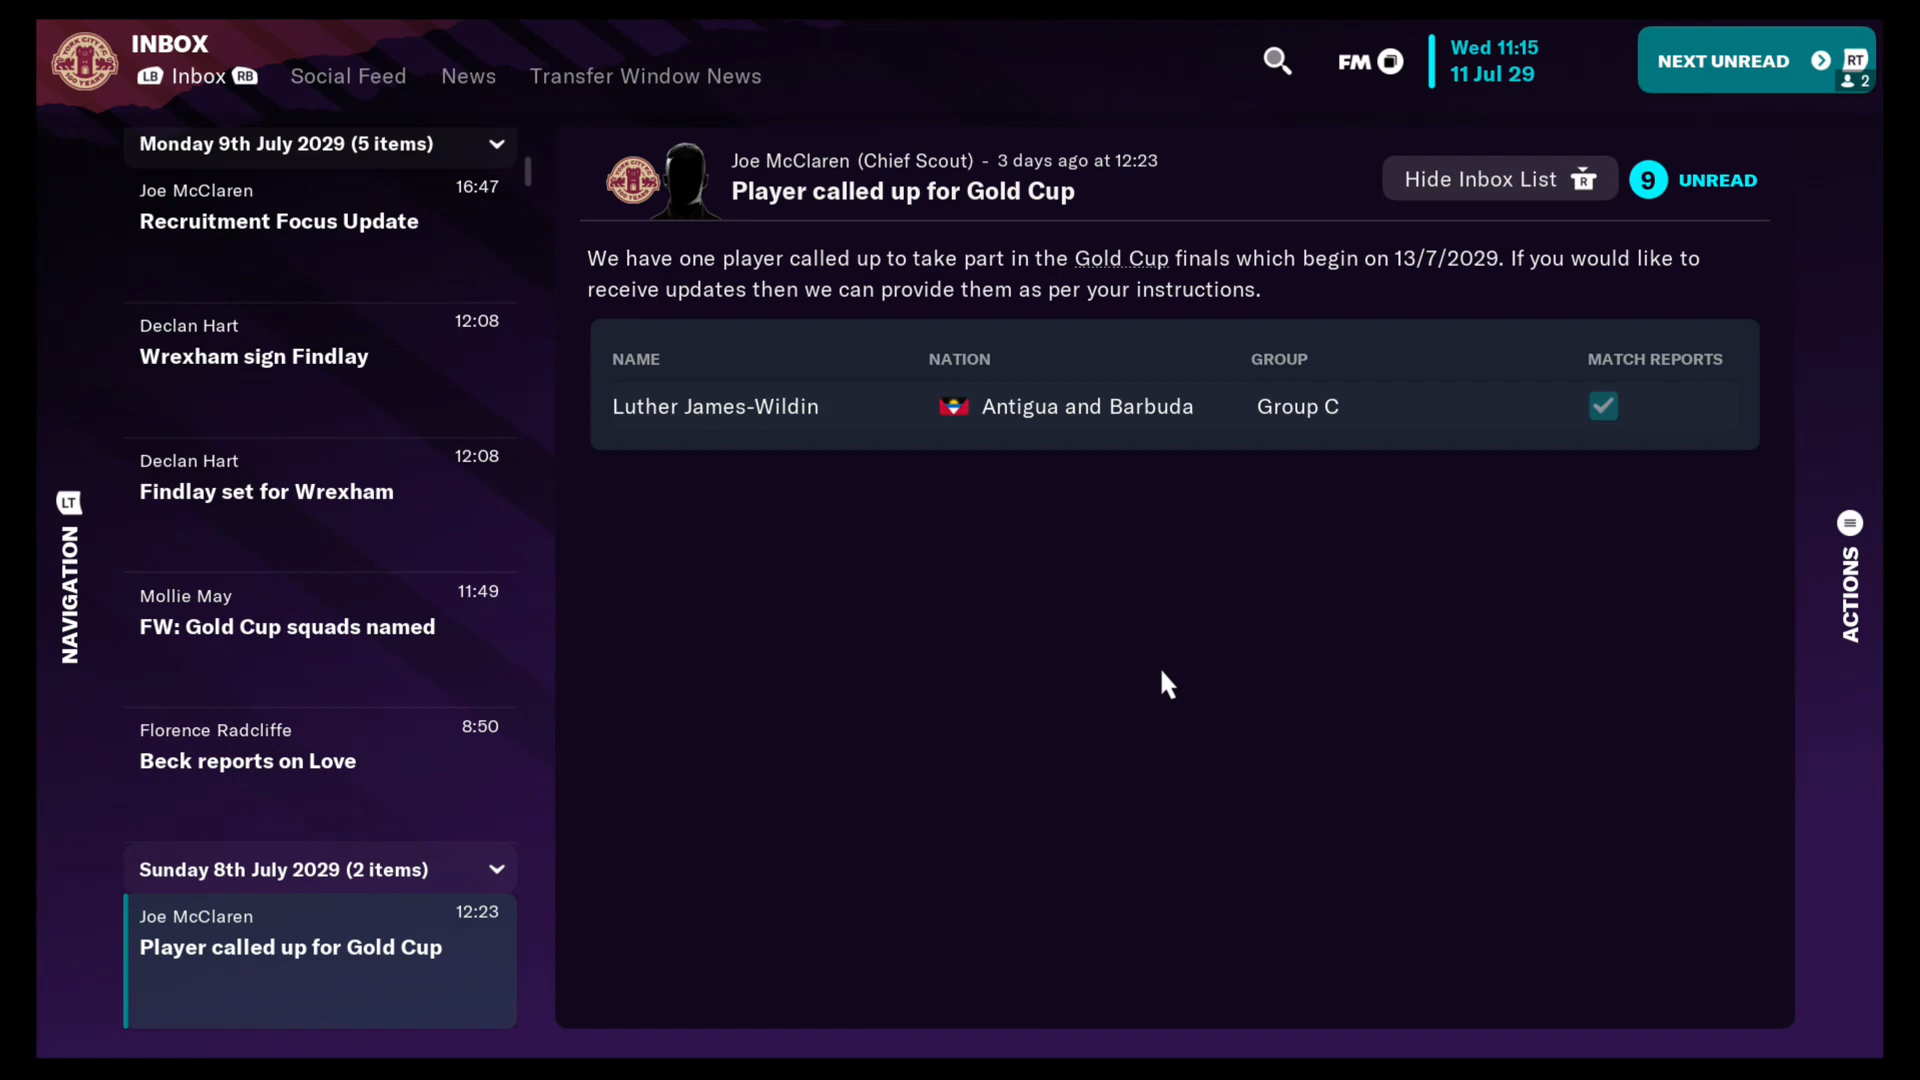 INBOX
LB Inbox RB Social Feed News Transfer Window News
FM
Wed 11:15
11 Jul 29
NEXT UNREAD RT
2
YORK CITY F.C.
100 YEARS
Monday 9th July 2029 (5 items)
Joe McClaren 16:47
Recruitment Focus Update
Declan Hart 12:08
Wrexham sign Findlay
Declan Hart 12:08
Findlay set for Wrexham
Mollie May 11:49
FW: Gold Cup squads named
Florence Radcliffe 8:50
Beck reports on Love
Sunday 8th July 2029 (2 items)
Joe McClaren 12:23
Player called up for Gold Cup
LT
NAVIGATION
Joe McClaren (Chief Scout) - 3 days ago at 12:23
Player called up for Gold Cup
Hide Inbox List R
9 UNREAD
We have one player called up to take part in the Gold Cup finals which begin on 13/7/2029. If you would like to
receive updates then we can provide them as per your instructions.
NAME NATION GROUP MATCH REPORTS
Luther James-Wildin Antigua and Barbuda Group C
ACTIONS